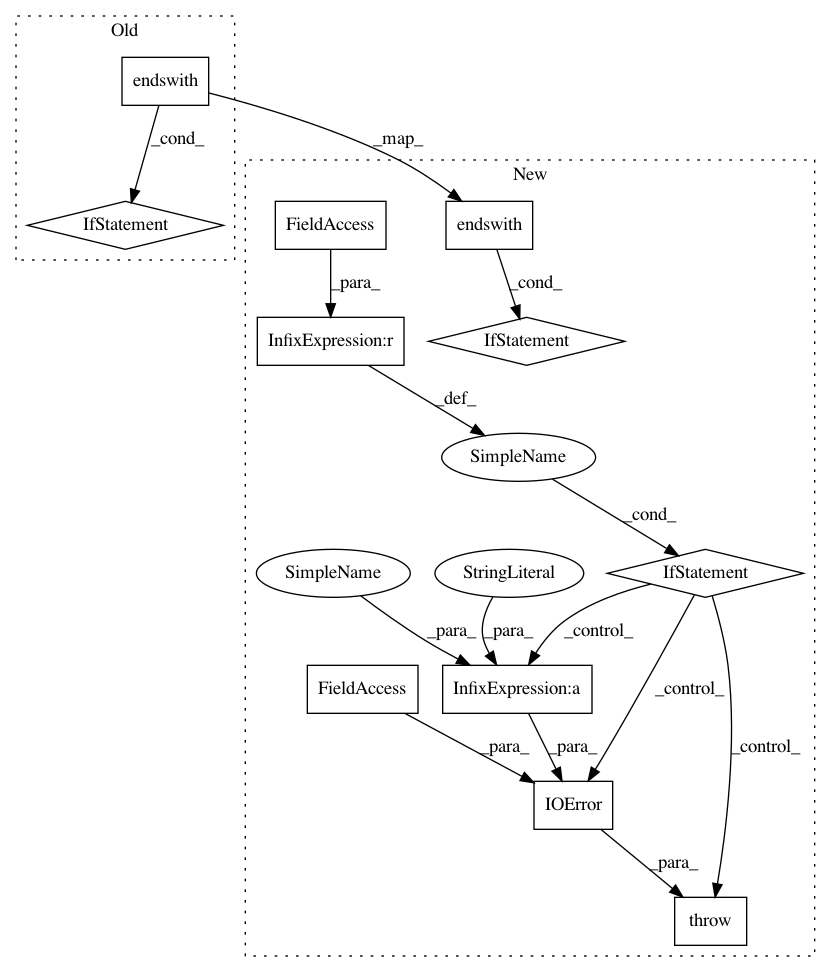 Old
endswith
_cond_
_map_
New
IfStatement
FieldAccess
endswith
_para_
_cond_
InfixExpression:r
IfStatement
_def_
SimpleName
_cond_
SimpleName
StringLiteral
IfStatement
_para_
_para_
_control_
FieldAccess
InfixExpression:a
_control_
_para_
_para_
_control_
IOError
_para_
throw